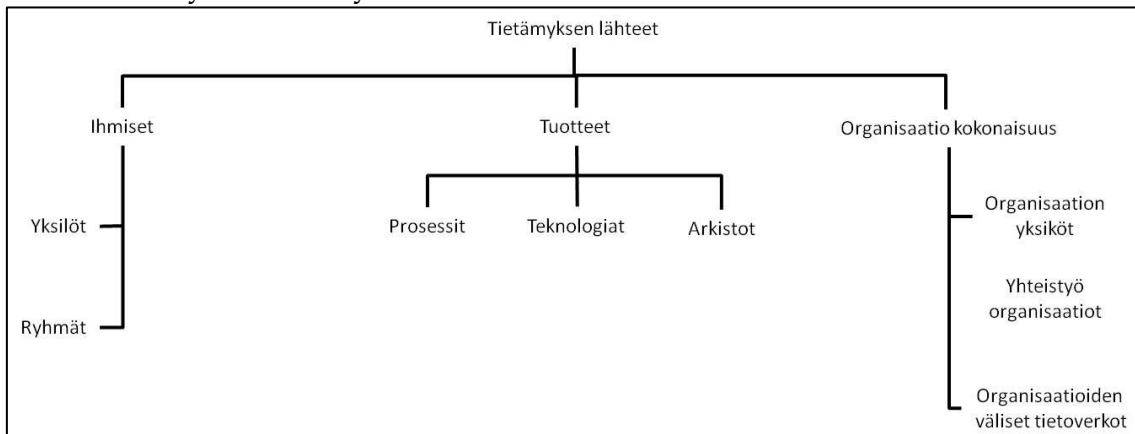 Tietämyksen lähteet
Ihmiset
Tuotteet
Organisaatio kokonaisuus
Yksilöt
Ryhmät
Prosessit
Teknologiat
Arkistot
Organisaation
yksiköt
Yhteistyö
organisaatiot
Organisaatioiden
väliset tietoverkot